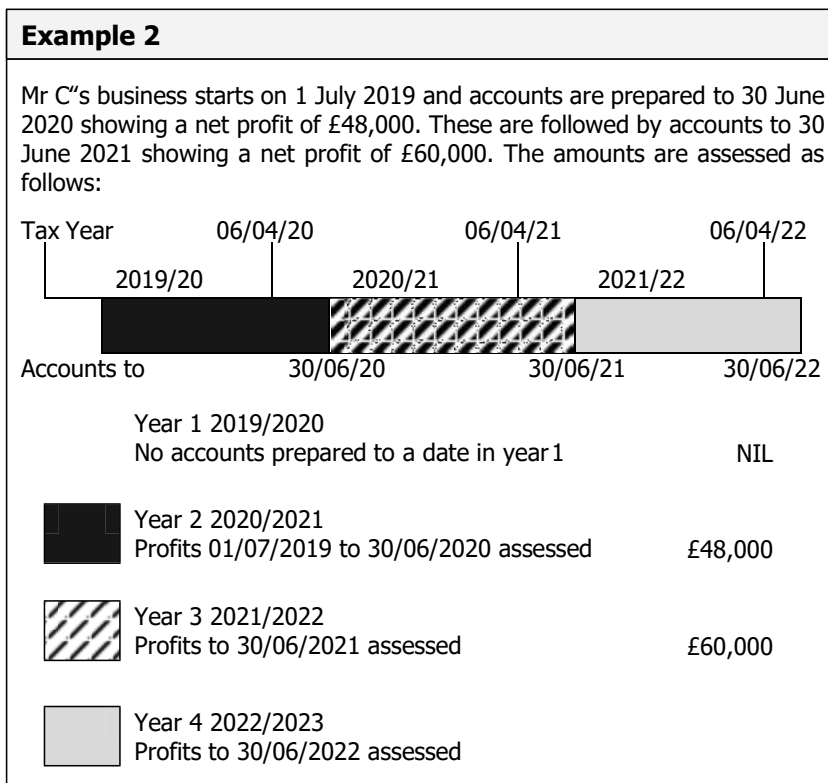 Example 2
Mr C“s business starts on 1 July 2019 and accounts are prepared to 30 June
2020 showing a net profit of £48,000. These are followed by accounts to 30
June 2021 showing a net profit of £60,000. The amounts are assessed as
follows:
Tax Year 06/04/20 06/04/21 06/04/22
2019/20 2020/21 2021/22
Accounts to 30/06/20 30/06/21 30/06/22
Year 1 2019/2020
No accounts prepared to a date in year 1 NIL
Year 2 2020/2021
Profits 01/07/2019 to 30/06/2020 assessed £48,000
Year 3 2021/2022
Profits to 30/06/2021 assessed £60,000
Year 4 2022/2023
Profits to 30/06/2022 assessed